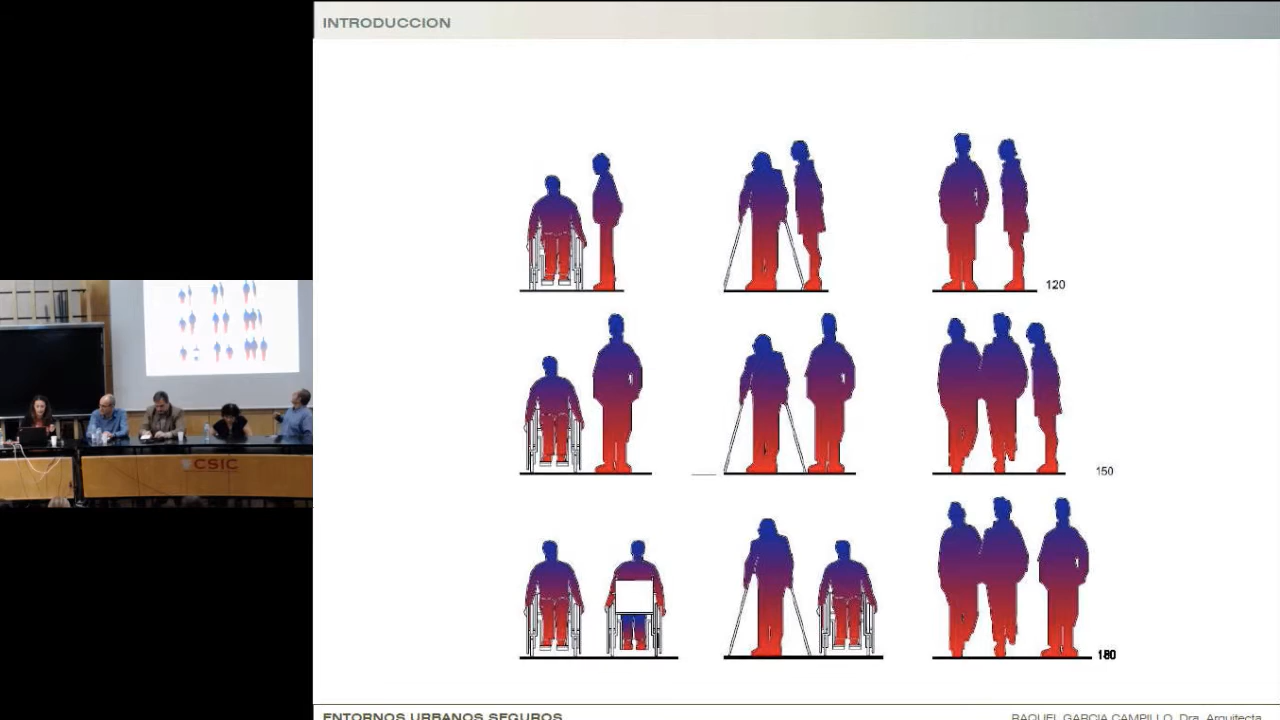 INTRODUCCION
120
150
180
CSIC
ENTORNOS URBANOS SEGUROS
RAQUEL GARCIA CAMPILLO. Dra. Arquitecta